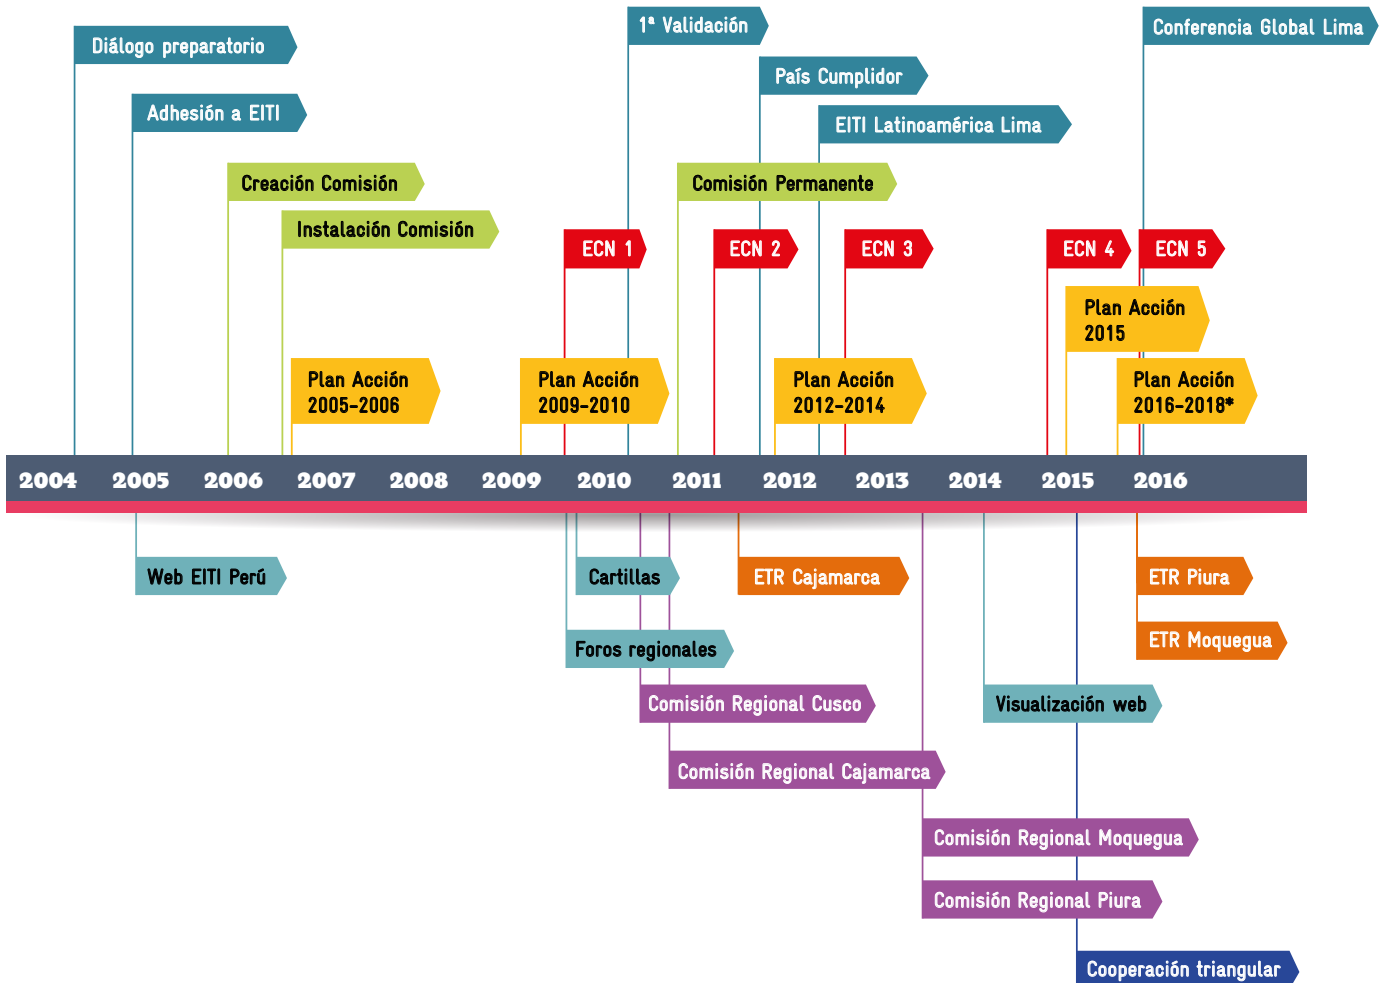 1ª Validación
Conferencia Global Lima
Diálogo preparatorio
País Cumplidor
Adhesión a EITI
EITI Latinoamérica Lima
Creación Comisión
Comisión Permanente
Instalación Comisión
ECN 1
ECN 2
ECN 3
ECN 4
ECN 5
Plan Acción
2015
Plan Acción
2005-2006
Plan Acción
2009-2010
Plan Acción
2012-2014
Plan Acción
2016-2018*
2004 2005 2006 2007 2008 2009 2010 2011 2012 2013 2014 2015 2016
Web EITI Perú
Cartillas
ETR Cajamarca
ETR Piura
Foros regionales
ETR Moquegua
Comisión Regional Cusco
Visualización web
Comisión Regional Cajamarca
Comisión Regional Moquegua
Comisión Regional Piura
Cooperación triangular